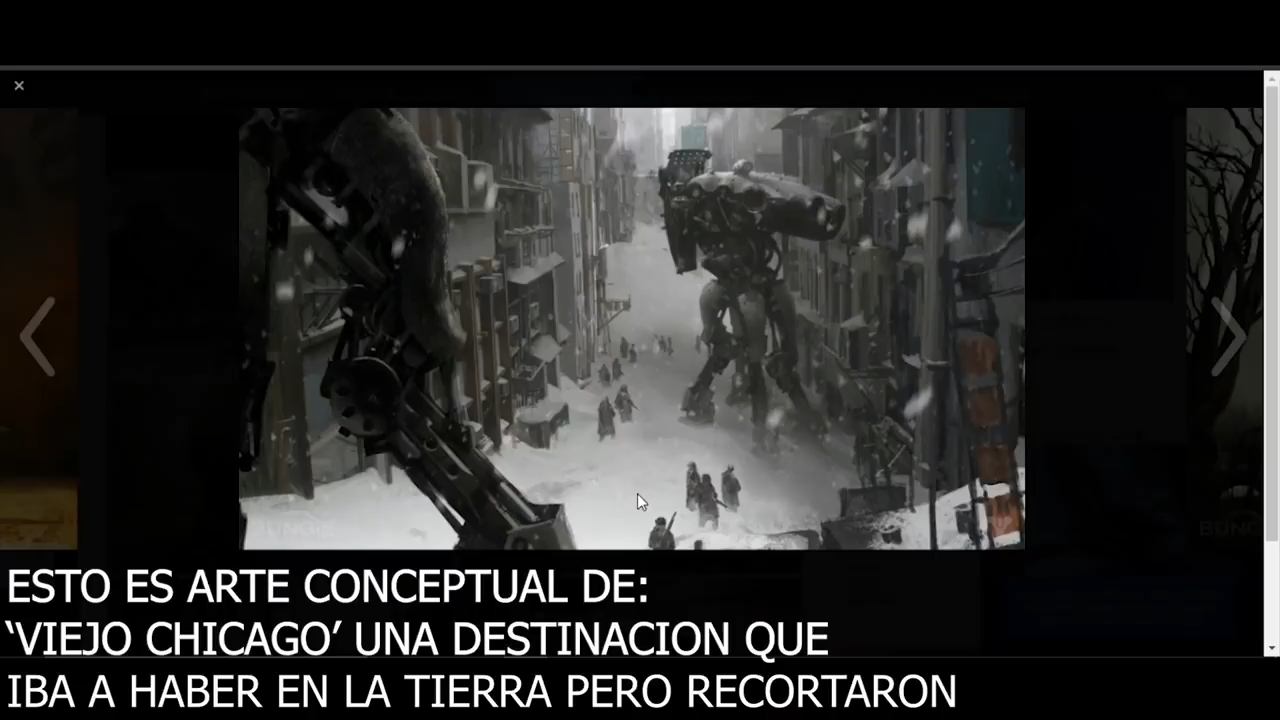 ESTO ES ARTE CONCEPTUAL DE:
‘VIEJO CHICAGO’ UNA DESTINACION QUE
IBA A HABER EN LA TIERRA PERO RECORTARON